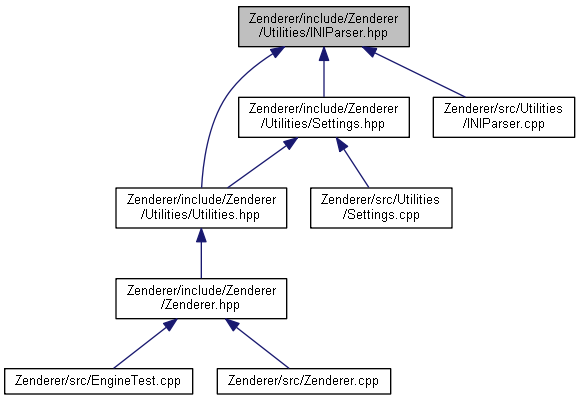 Zenderer/include/Zenderer
/Utilities/INIParser.hpp
Zenderer/include/Zenderer
/Utilities/Settings.hpp
Zenderer/src/Utilities
/INIParser.cpp
Zenderer/include/Zenderer
/Utilities/Utilities.hpp
Zenderer/src/Utilities
/Settings.cpp
Zenderer/include/Zenderer
/Zenderer.hpp
Zenderer/src/EngineTest.cpp
Zenderer/src/Zenderer.cpp